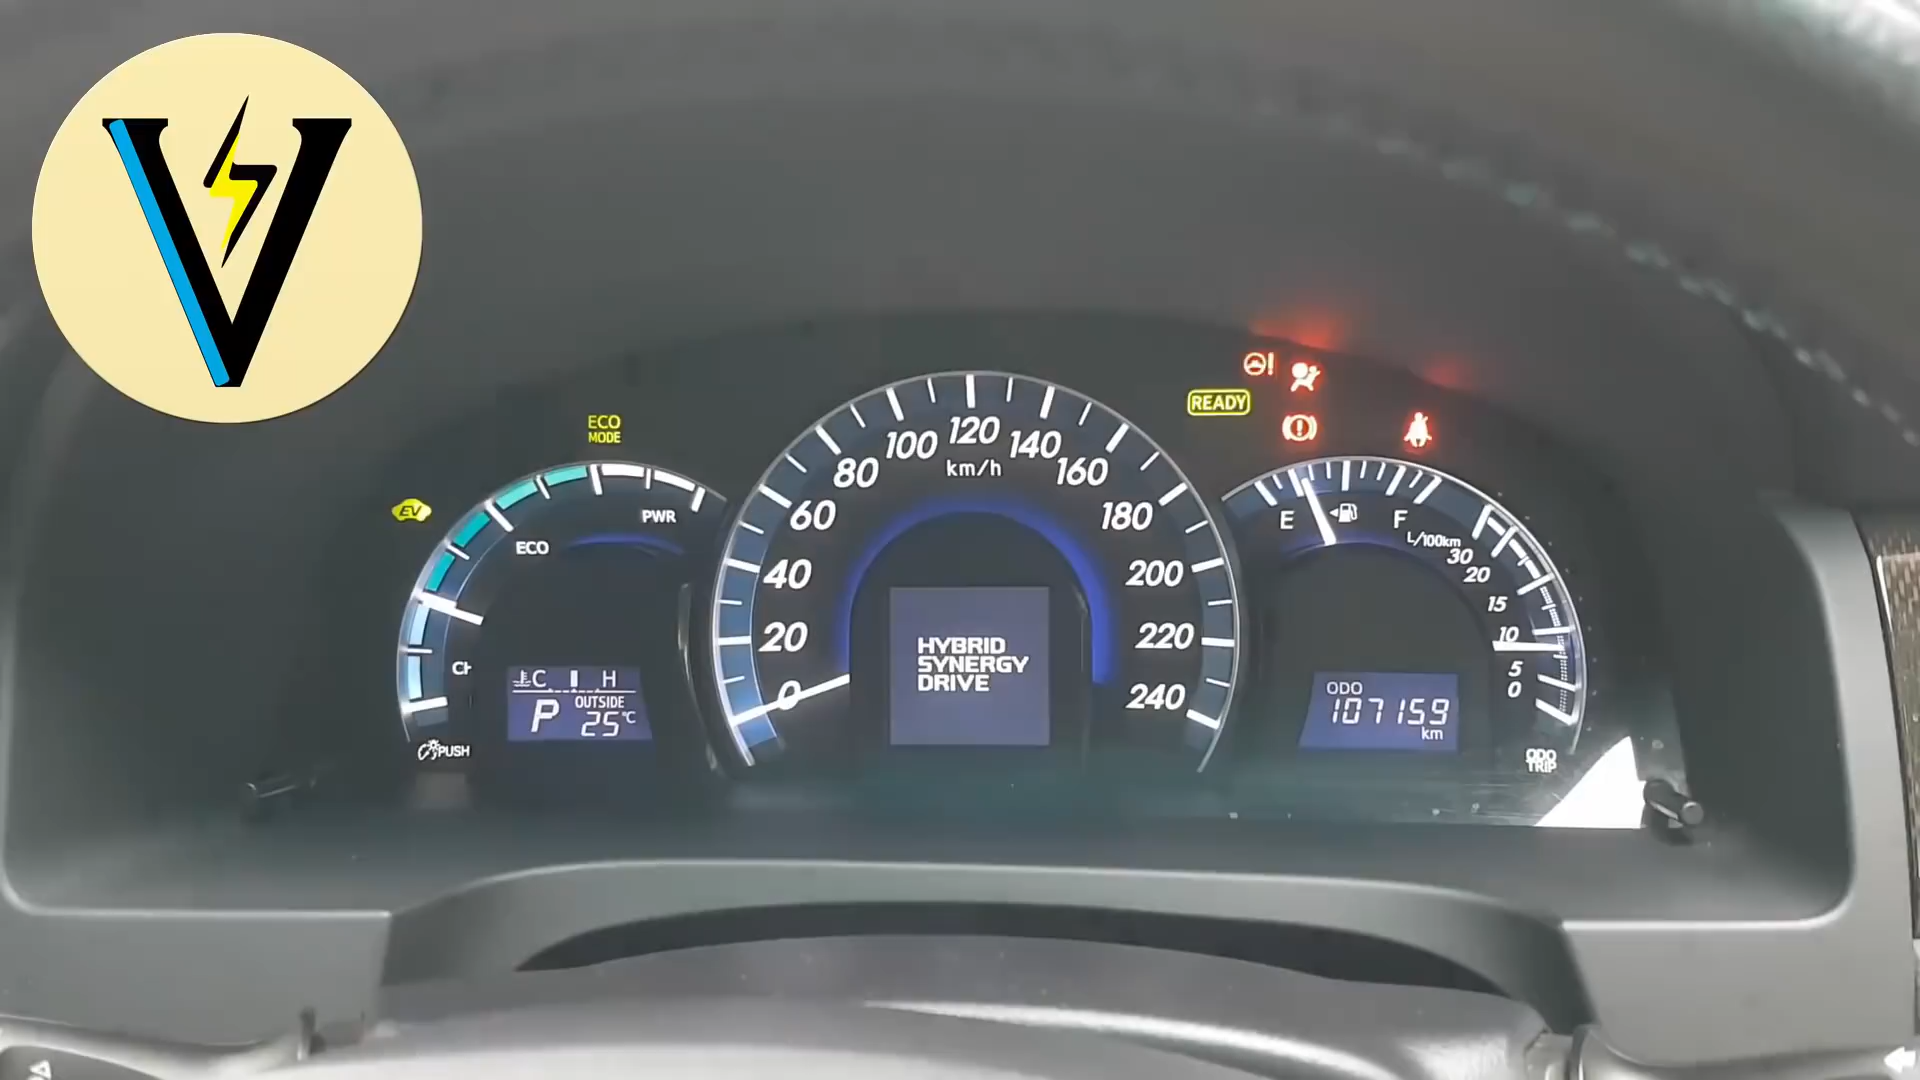 V
ECO
MODE
EV
ECO
PWR
CH
C H
OUTSIDE
P 25°C
PUSH
0
20
40
60
80
100
120
140
160
180
200
220
240
km/h
HYBRID
SYNERGY
DRIVE
READY
E
F
L/100km
30
20
15
10
5
0
ODO
107159
km
ODO
TRIP